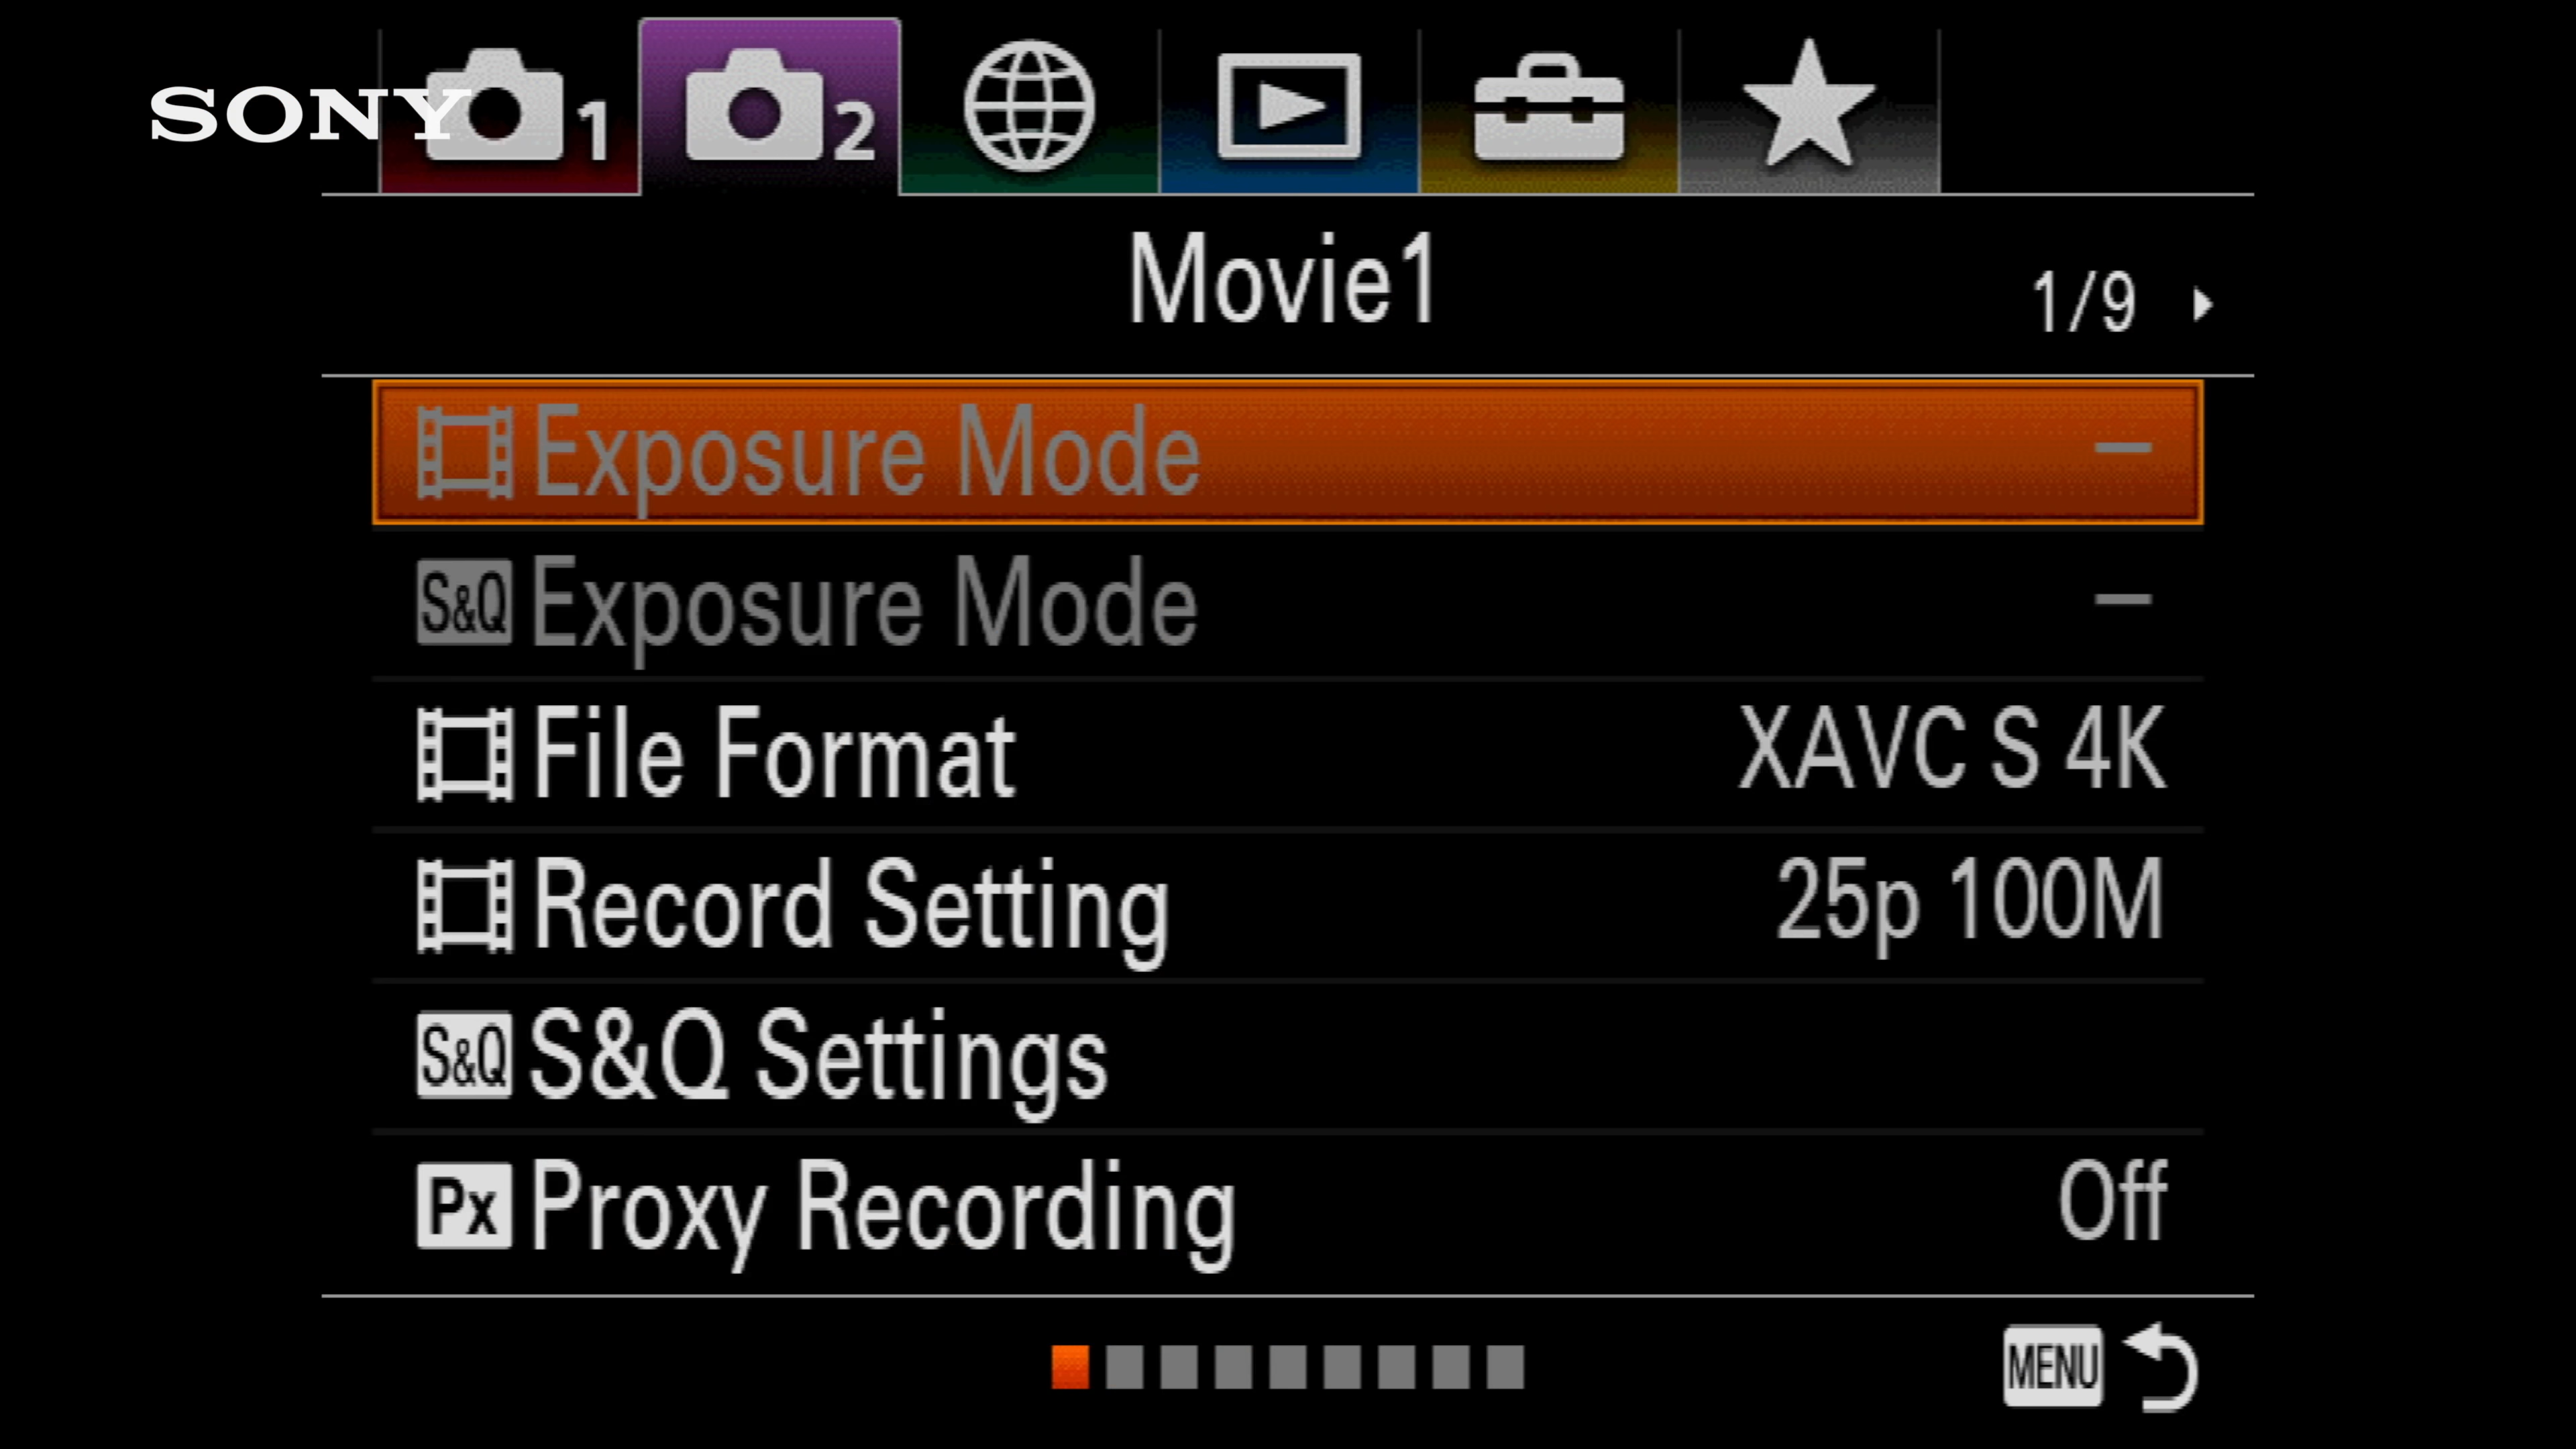 SONY
1
2
Movie1
1/9
Exposure Mode –
S&Q Exposure Mode –
File Format XAVC S 4K
Record Setting 25p 100M
S&Q S&Q Settings
Px Proxy Recording Off
MENU